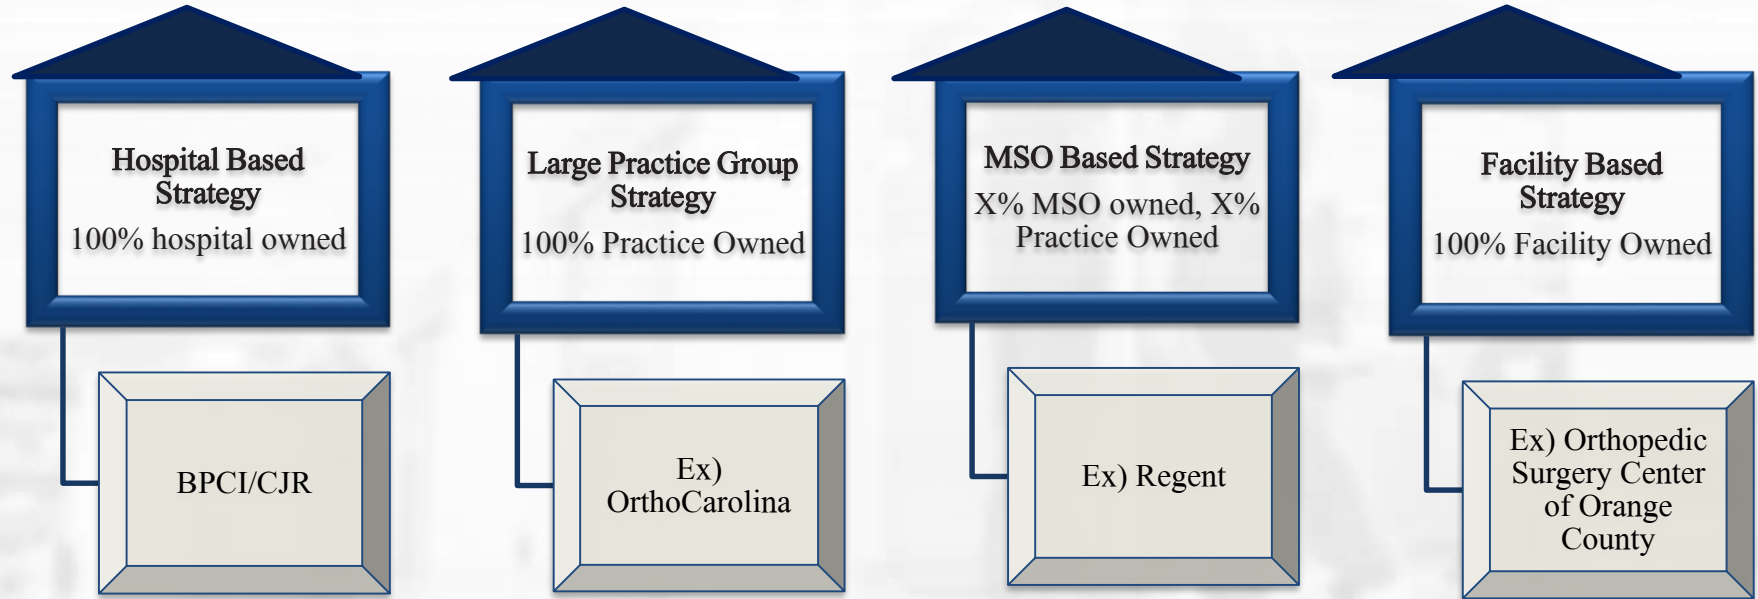 Hospital Based
Strategy
100% hospital owned
BPCI/CJR
Large Practice Group
Strategy
100% Practice Owned
Ex)
OrthoCarolina
MSO Based Strategy
X% MSO owned, X%
Practice Owned
Ex) Regent
Facility Based
Strategy
100% Facility Owned
Ex) Orthopedic
Surgery Center
of Orange
County